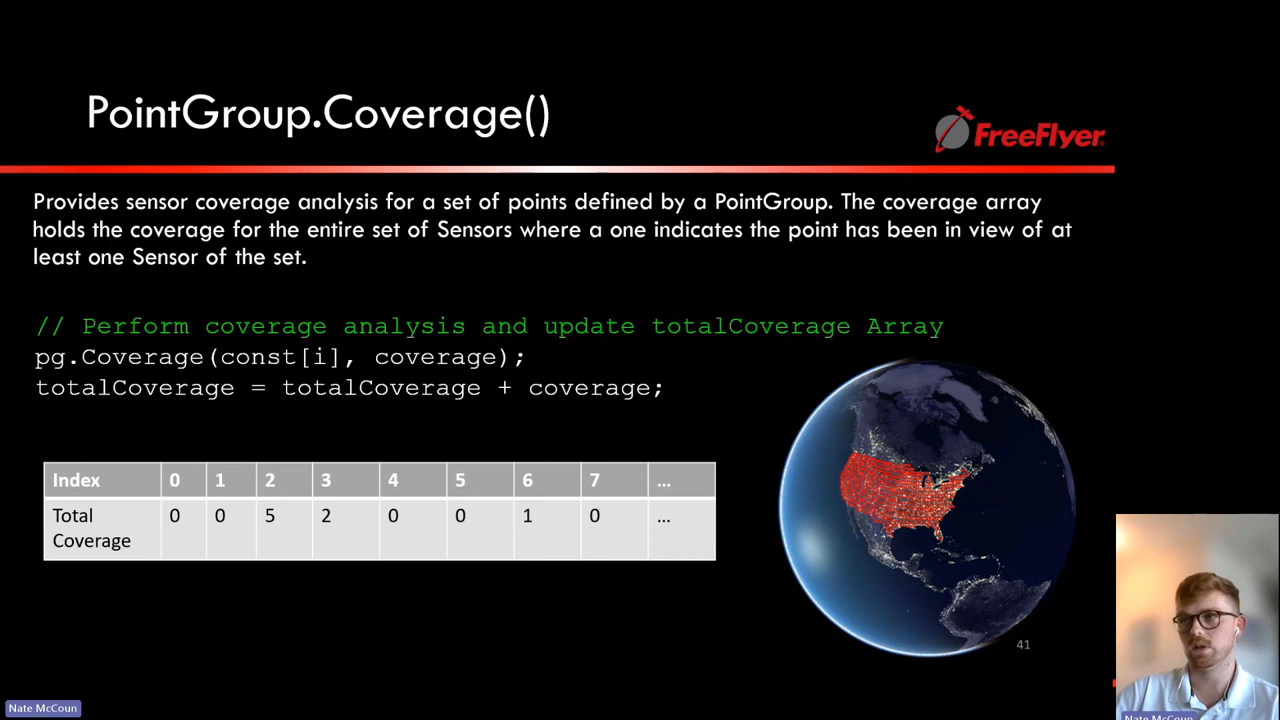 PointGroup.Coverage()
FreeFlyer
Provides sensor coverage analysis for a set of points defined by a PointGroup. The coverage array
holds the coverage for the entire set of Sensors where a one indicates the point has been in view of at
least one Sensor of the set.
// Perform coverage analysis and update totalCoverage Array
pg.Coverage(const[i], coverage);
totalCoverage = totalCoverage + coverage;
Index 0 1 2 3 4 5 6 7 ...
Total Coverage 0 0 5 2 0 0 1 0 ...
41
Nate McCoun
Nate McCoun